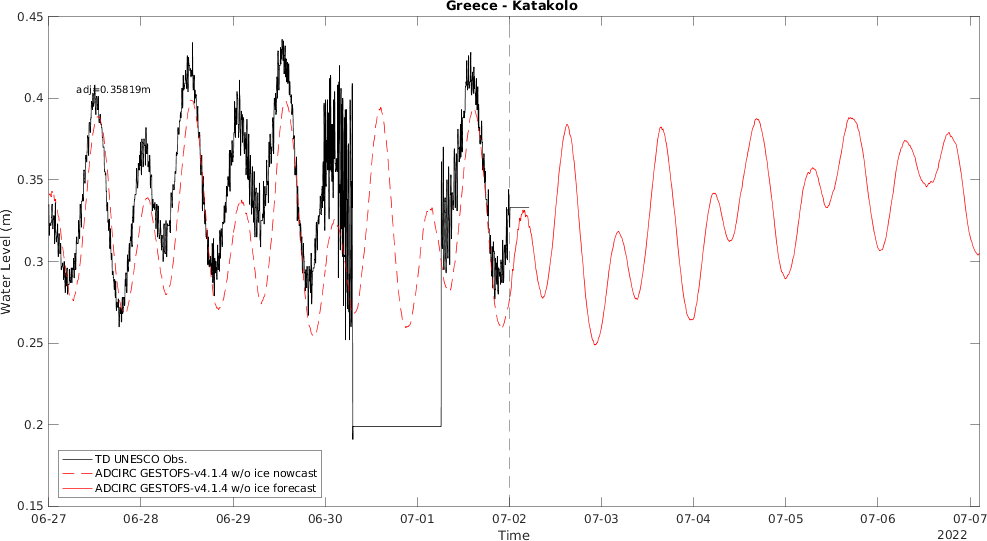 Greece - Katakolo
0.45
0.4
0.35
0.3
0.25
0.2
0.15
Water Level (m)
adj=0.35819m
TD UNESCO Obs.
ADCIRC GESTOFS-v4.1.4 w/o ice nowcast
ADCIRC GESTOFS-v4.1.4 w/o ice forecast
06-27 06-28 06-29 06-30 07-01 07-02 07-03 07-04 07-05 07-06 07-07
Time
2022